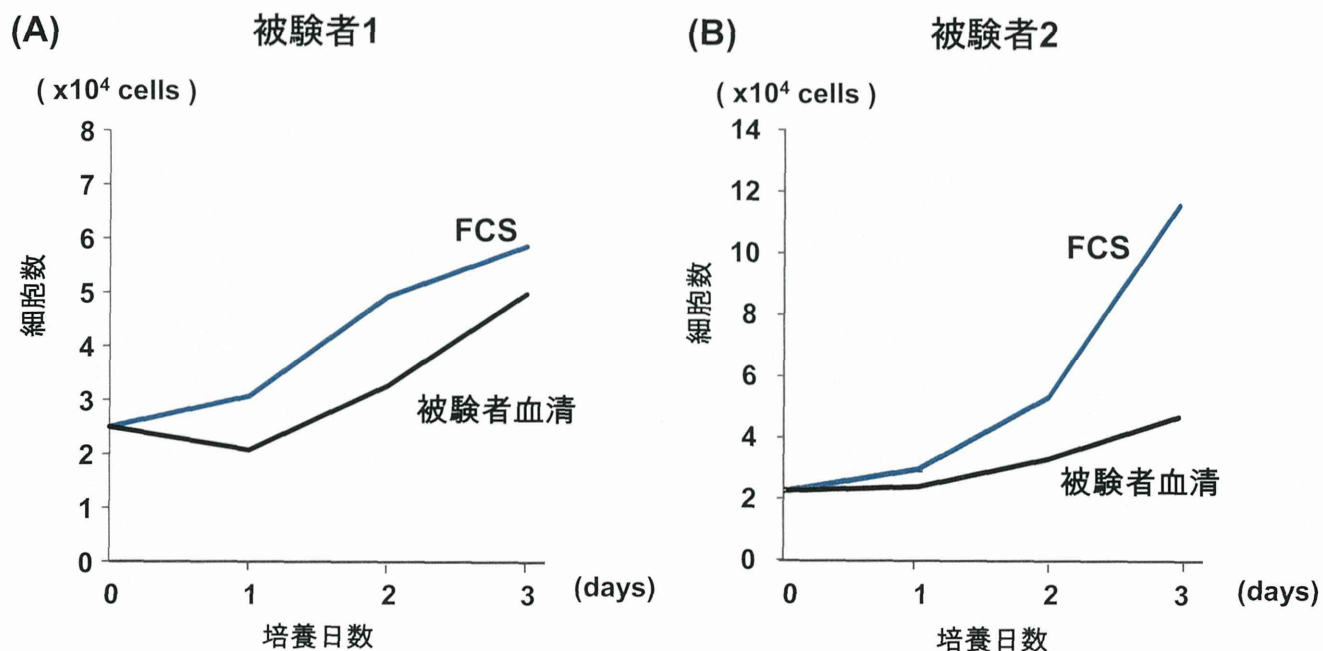 (A)
被験者1
( x10⁴ cells )
8
7
6
5
4
3
2
1
0
細胞数
FCS
被験者血清
0 1 2 3 (days)
培養日数
(B)
被験者2
( x10⁴ cells )
14
12
10
8
6
4
2
0
細胞数
FCS
被験者血清
0 1 2 3 (days)
培養日数